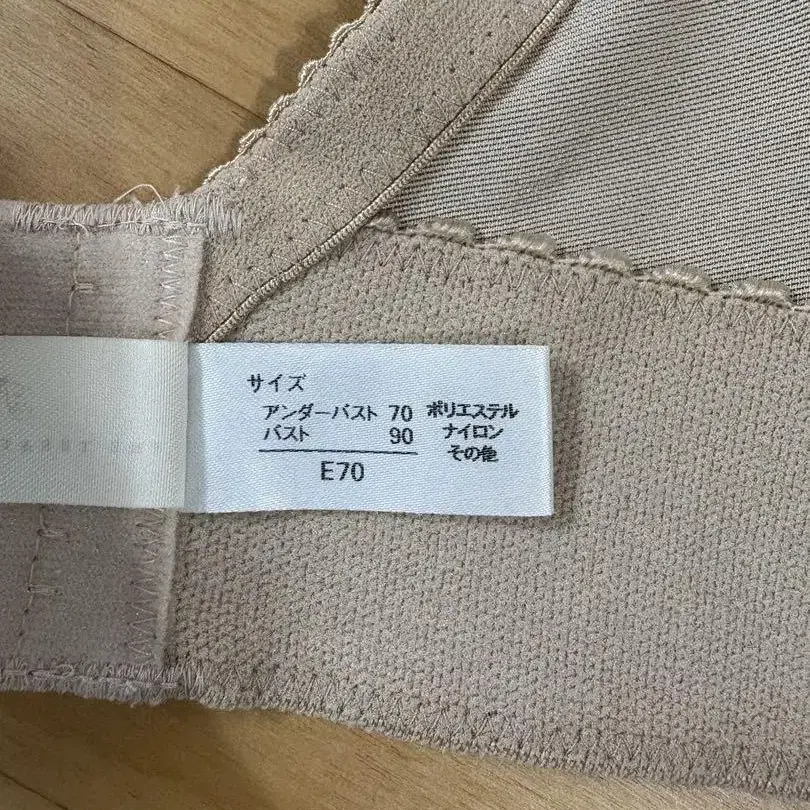 サイズ
アンダーバスト 70
バスト 90
E70
ポリエステル
ナイロン
その他